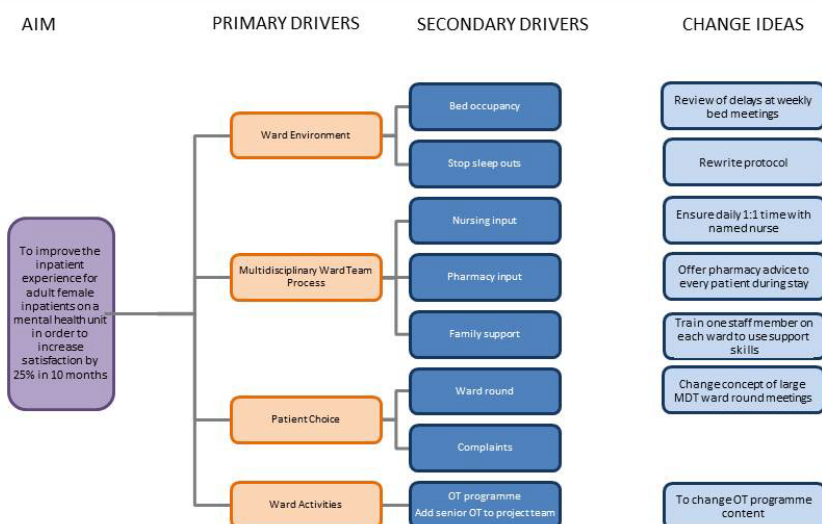 AIM
PRIMARY DRIVERS
SECONDARY DRIVERS
CHANGE IDEAS
To improve the
inpatient
experience for
adult female
inpatients on a
mental health unit
in order to
increase
satisfaction by
25% in 10 months
Ward Environment
Bed occupancy
Review of delays at weekly
bed meetings
Stop sleep outs
Rewrite protocol
Multidisciplinary Ward Team
Process
Nursing input
Ensure daily 1:1 time with
named nurse
Pharmacy input
Offer pharmacy advice to
every patient during stay
Family support
Train one staff member on
each ward to use support
skills
Patient Choice
Ward round
Change concept of large
MDT ward round meetings
Complaints
Ward Activities
OT programme
Add senior OT to project team
To change OT programme
content